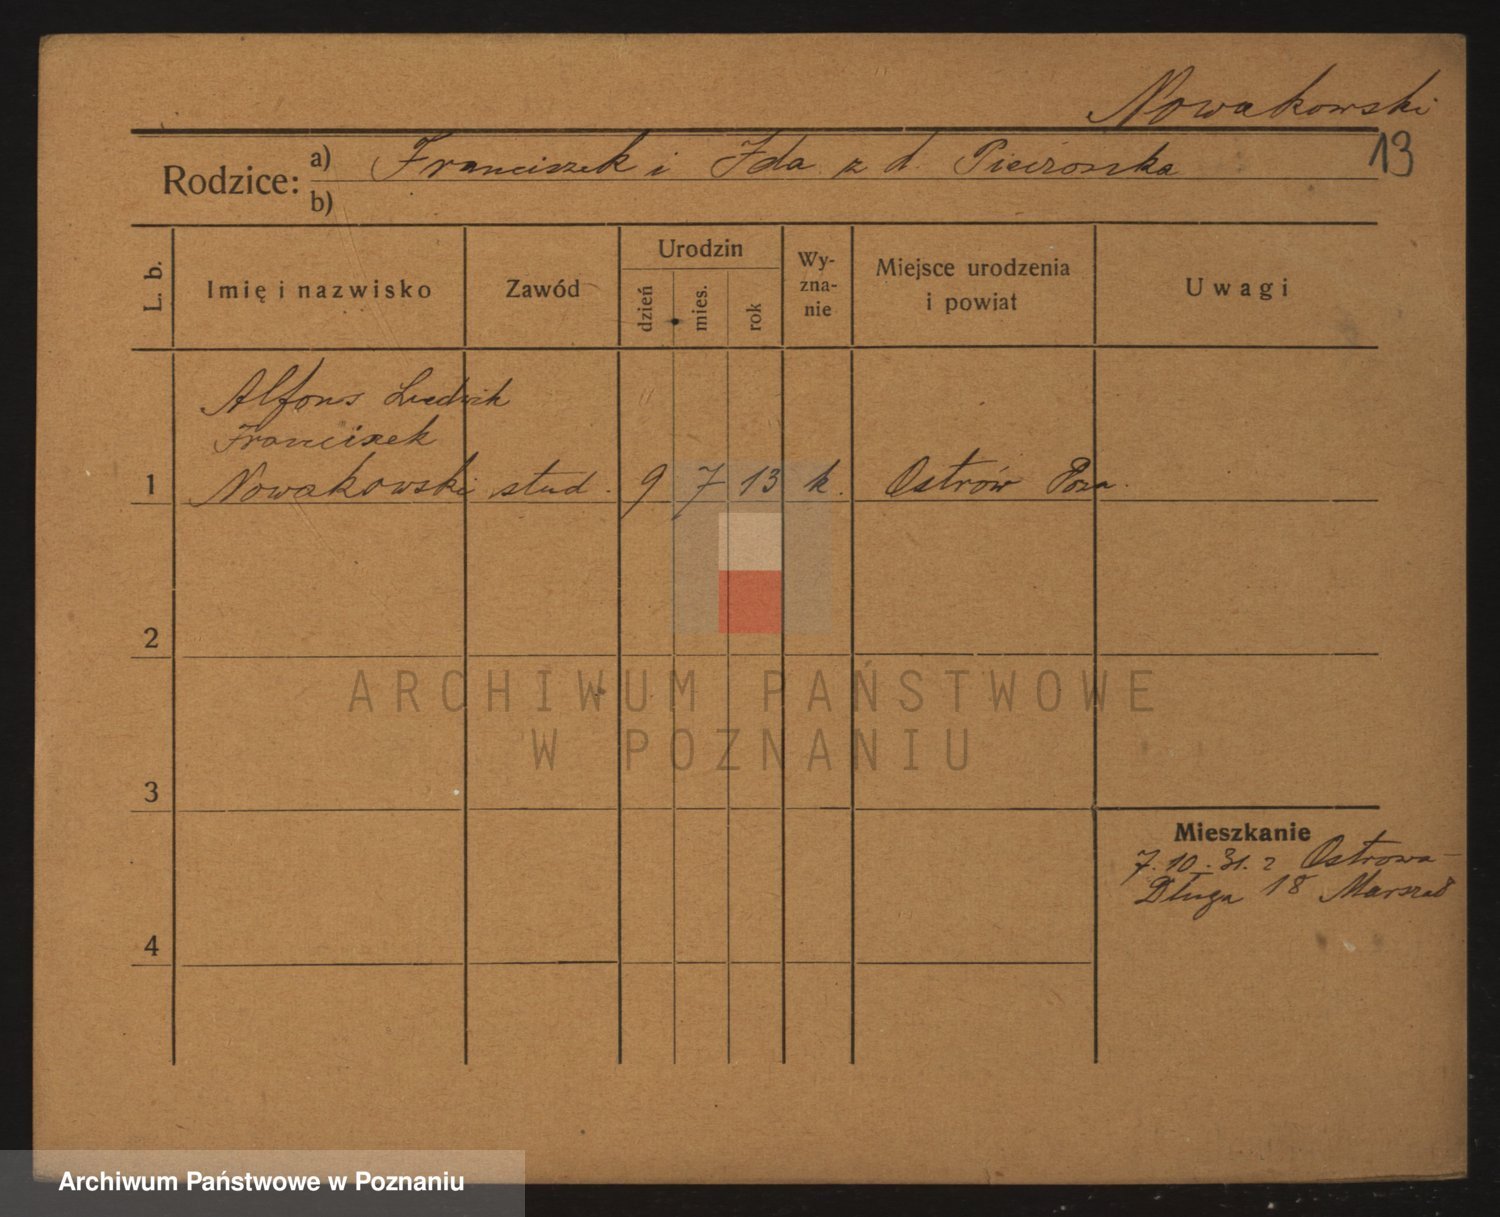 Nowakowski
13
Rodzice: a) Franciszek i Ida z d. Pieiroszka
b)
L. b. Imię i nazwisko Zawód Urodzin dzień mies. rok Wy-zna-nie Miejsce urodzenia i powiat Uwagi
Alfons Ludwik
Franciszek
1 Nowakowski stud. 9 7 13 k. Ostrów Pozn.
2
ARCHIWUM PAŃSTWOWE
W POZNANIU
3
Mieszkanie
7.10.31. z Ostrowa -
Długa 18 Marszał
4
Archiwum Państwowe w Poznaniu